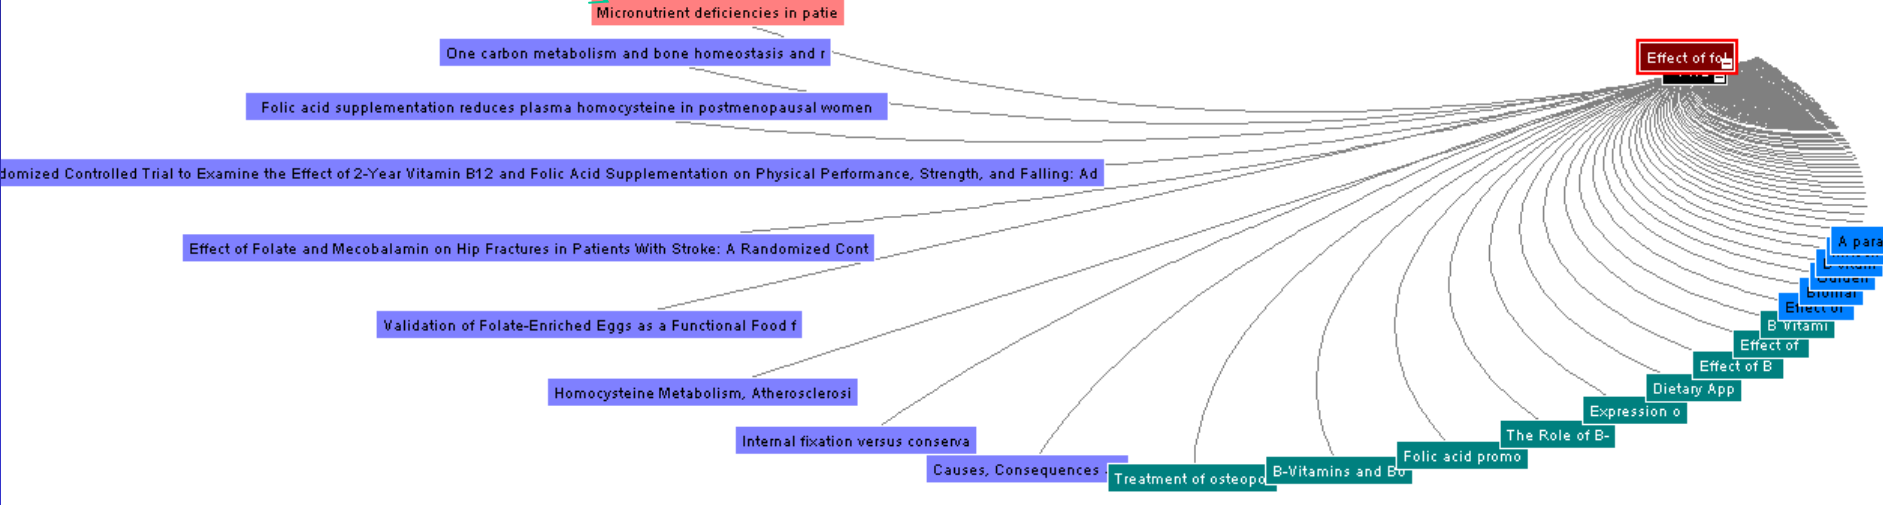 Micronutrient deficiencies in patie
One carbon metabolism and bone homeostasis and r
Effect of fol
Folic acid supplementation reduces plasma homocysteine in postmenopausal women
domized Controlled Trial to Examine the Effect of 2-Year Vitamin B12 and Folic Acid Supplementation on Physical Performance, Strength, and Falling: Ad
Effect of Folate and Mecobalamin on Hip Fractures in Patients With Stroke: A Randomized Cont
A para
Burden
Biomar
Effect of
Validation of Folate-Enriched Eggs as a Functional Food f
B Vitami
Effect of
Effect of B
Dietary App
Homocysteine Metabolism, Atherosclerosi
Expression o
The Role of B-
Internal fixation versus conserva
Folic acid promo
Causes, Consequences
B-Vitamins and Bo
Treatment of osteopo